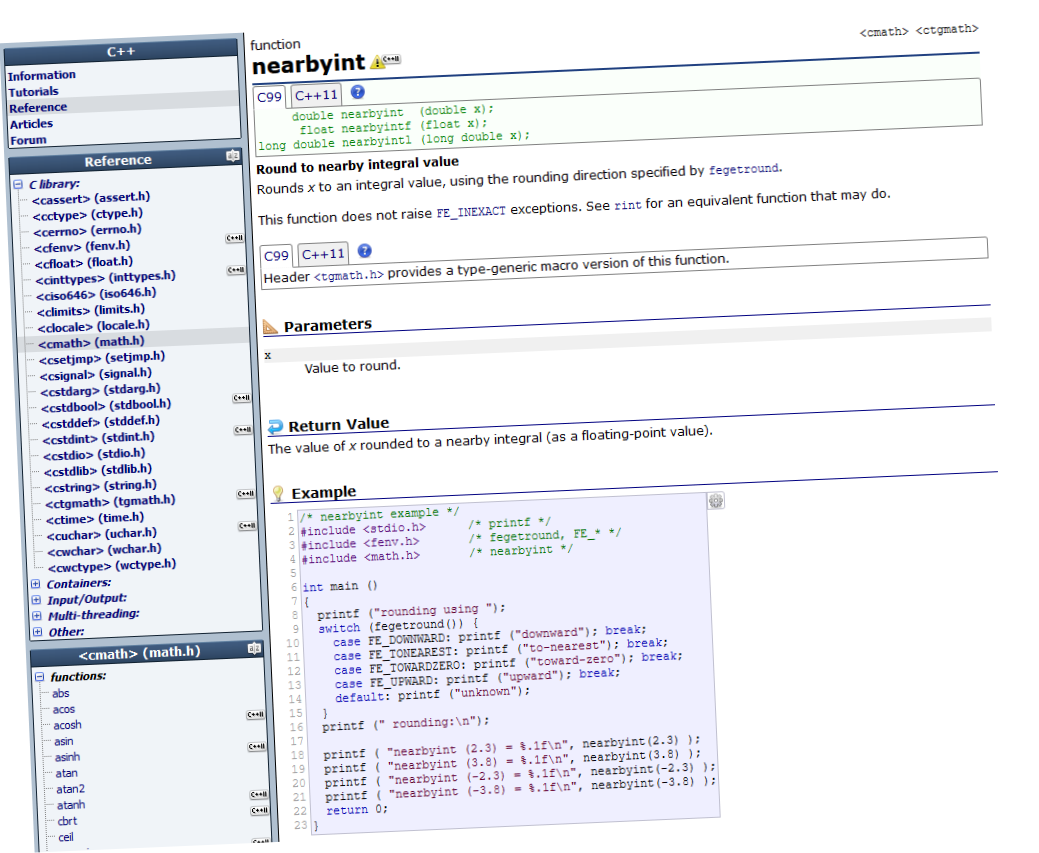 C++
Information
Tutorials
Reference
Articles
Forum
Reference
C library:
<cassert> (assert.h)
<cctype> (ctype.h)
<cerrno> (errno.h)
<cfenv> (fenv.h) C++11
<cfloat> (float.h)
<cinttypes> (inttypes.h) C++11
<ciso646> (iso646.h)
<climits> (limits.h)
<clocale> (locale.h)
<cmath> (math.h)
<csetjmp> (setjmp.h)
<csignal> (signal.h)
<cstdarg> (stdarg.h)
<cstdbool> (stdbool.h) C++11
<cstddef> (stddef.h)
<cstdint> (stdint.h) C++11
<cstdio> (stdio.h)
<cstdlib> (stdlib.h)
<cstring> (string.h)
<ctgmath> (tgmath.h) C++11
<ctime> (time.h)
<cuchar> (uchar.h) C++11
<cwchar> (wchar.h)
<cwctype> (wctype.h)
Containers:
Input/Output:
Multi-threading:
Other:
<cmath> (math.h)
functions:
abs
acos
acosh C++11
asin
asinh C++11
atan
atan2
atanh C++11
cbrt C++11
ceil
function
<cmath> <ctgmath>
nearbyint C++11
C99 C++11 ?
double nearbyint (double x);
float nearbyintf (float x);
long double nearbyintl (long double x);
Round to nearby integral value
Rounds x to an integral value, using the rounding direction specified by fegetround.
This function does not raise FE_INEXACT exceptions. See rint for an equivalent function that may do.
C99 C++11 ?
Header <tgmath.h> provides a type-generic macro version of this function.
Parameters
x
Value to round.
Return Value
The value of x rounded to a nearby integral (as a floating-point value).
Example
1 /* nearbyint example */
2 #include <stdio.h> /* printf */
3 #include <fenv.h> /* fegetround, FE_* */
4 #include <math.h> /* nearbyint */
5
6 int main ()
7 {
8 printf ("rounding using ");
9 switch (fegetround()) {
10 case FE_DOWNWARD: printf ("downward"); break;
11 case FE_TONEAREST: printf ("to-nearest"); break;
12 case FE_TOWARDZERO: printf ("toward-zero"); break;
13 case FE_UPWARD: printf ("upward"); break;
14 default: printf ("unknown");
15 }
16 printf (" rounding:\n");
17
18 printf ( "nearbyint (2.3) = %.1f\n", nearbyint(2.3) );
19 printf ( "nearbyint (3.8) = %.1f\n", nearbyint(3.8) );
20 printf ( "nearbyint (-2.3) = %.1f\n", nearbyint(-2.3) );
21 printf ( "nearbyint (-3.8) = %.1f\n", nearbyint(-3.8) );
22 return 0;
23 }